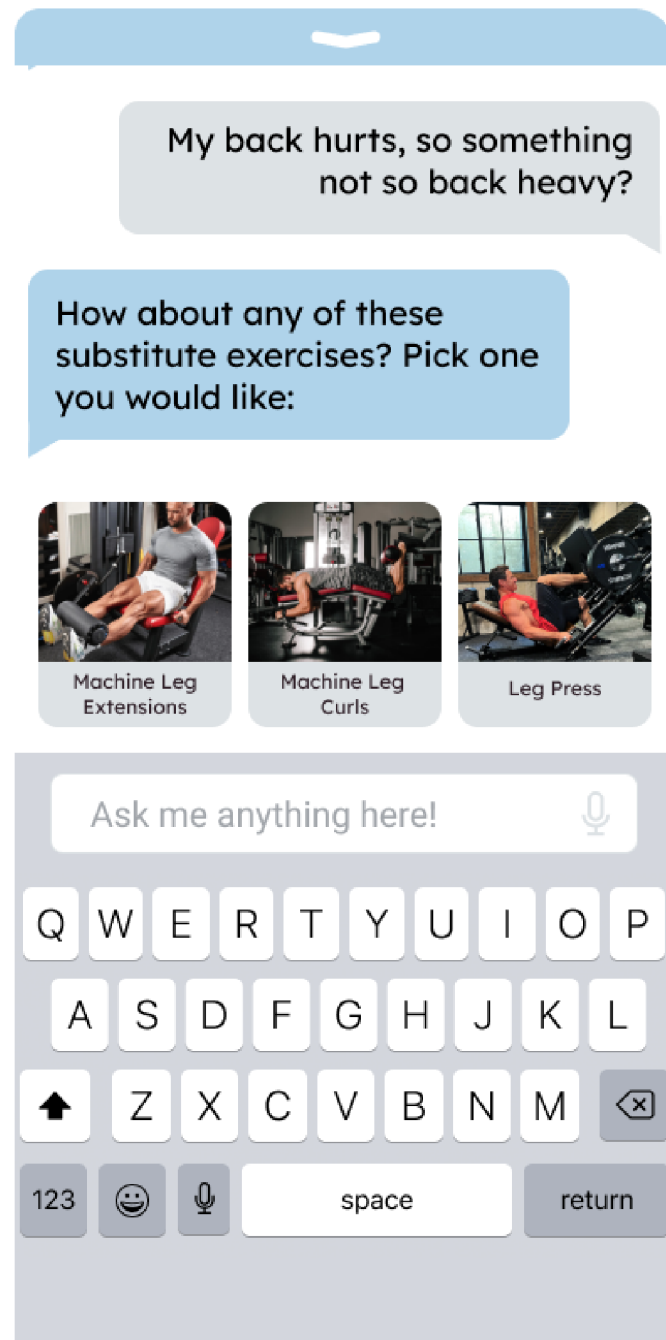 My back hurts, so something
not so back heavy?
How about any of these
substitute exercises? Pick one
you would like:
Machine Leg
Extensions
Machine Leg
Curls
Leg Press
Ask me anything here!
Q W E R T Y U I O P
A S D F G H J K L
Z X C V B N M
123 space return